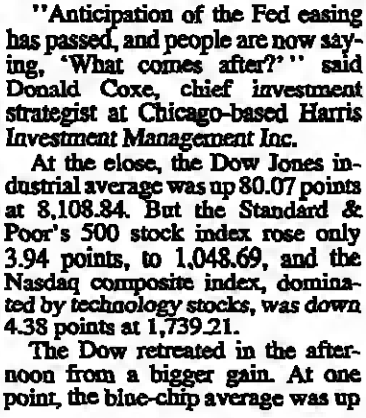 "Anticipation of the Fed easing
has passed, and people are now say-
ing, 'What comes after?' " said
Donald Coxe, chief investment
strategist at Chicago-based Harris
Investment Management Inc.
At the close, the Dow Jones in-
dustrial average was up 80.07 points
at 8,108.84. But the Standard &
Poor's 500 stock index rose only
3.94 points, to 1,048.69, and the
Nasdaq composite index, domina-
ted by technology stocks, was down
4.38 points at 1,739.21.
The Dow retreated in the after-
noon from a bigger gain. At one
point, the blue-chip average was up